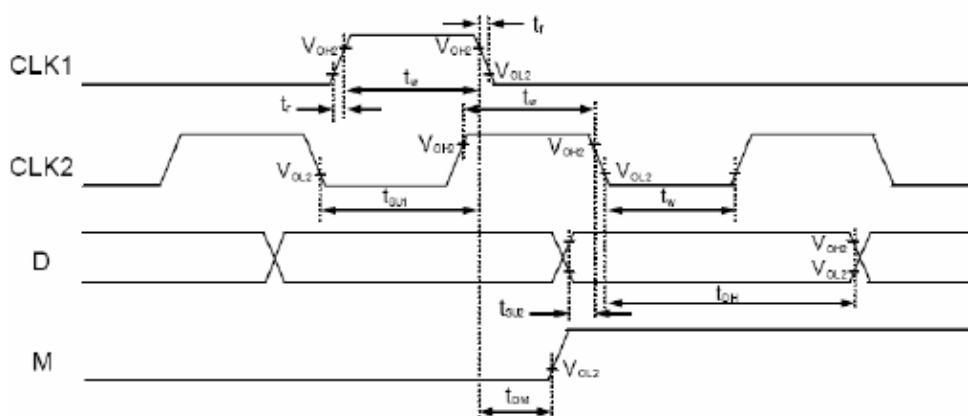 tf
VOH2 VOH2
CLK1 tw VOL2
tr tw
VOH2 VOH2
CLK2 VOL2 VOL2
tSU1 tw
D VOH2
VOL2
tSU2 tDH
M VOL2
tDM